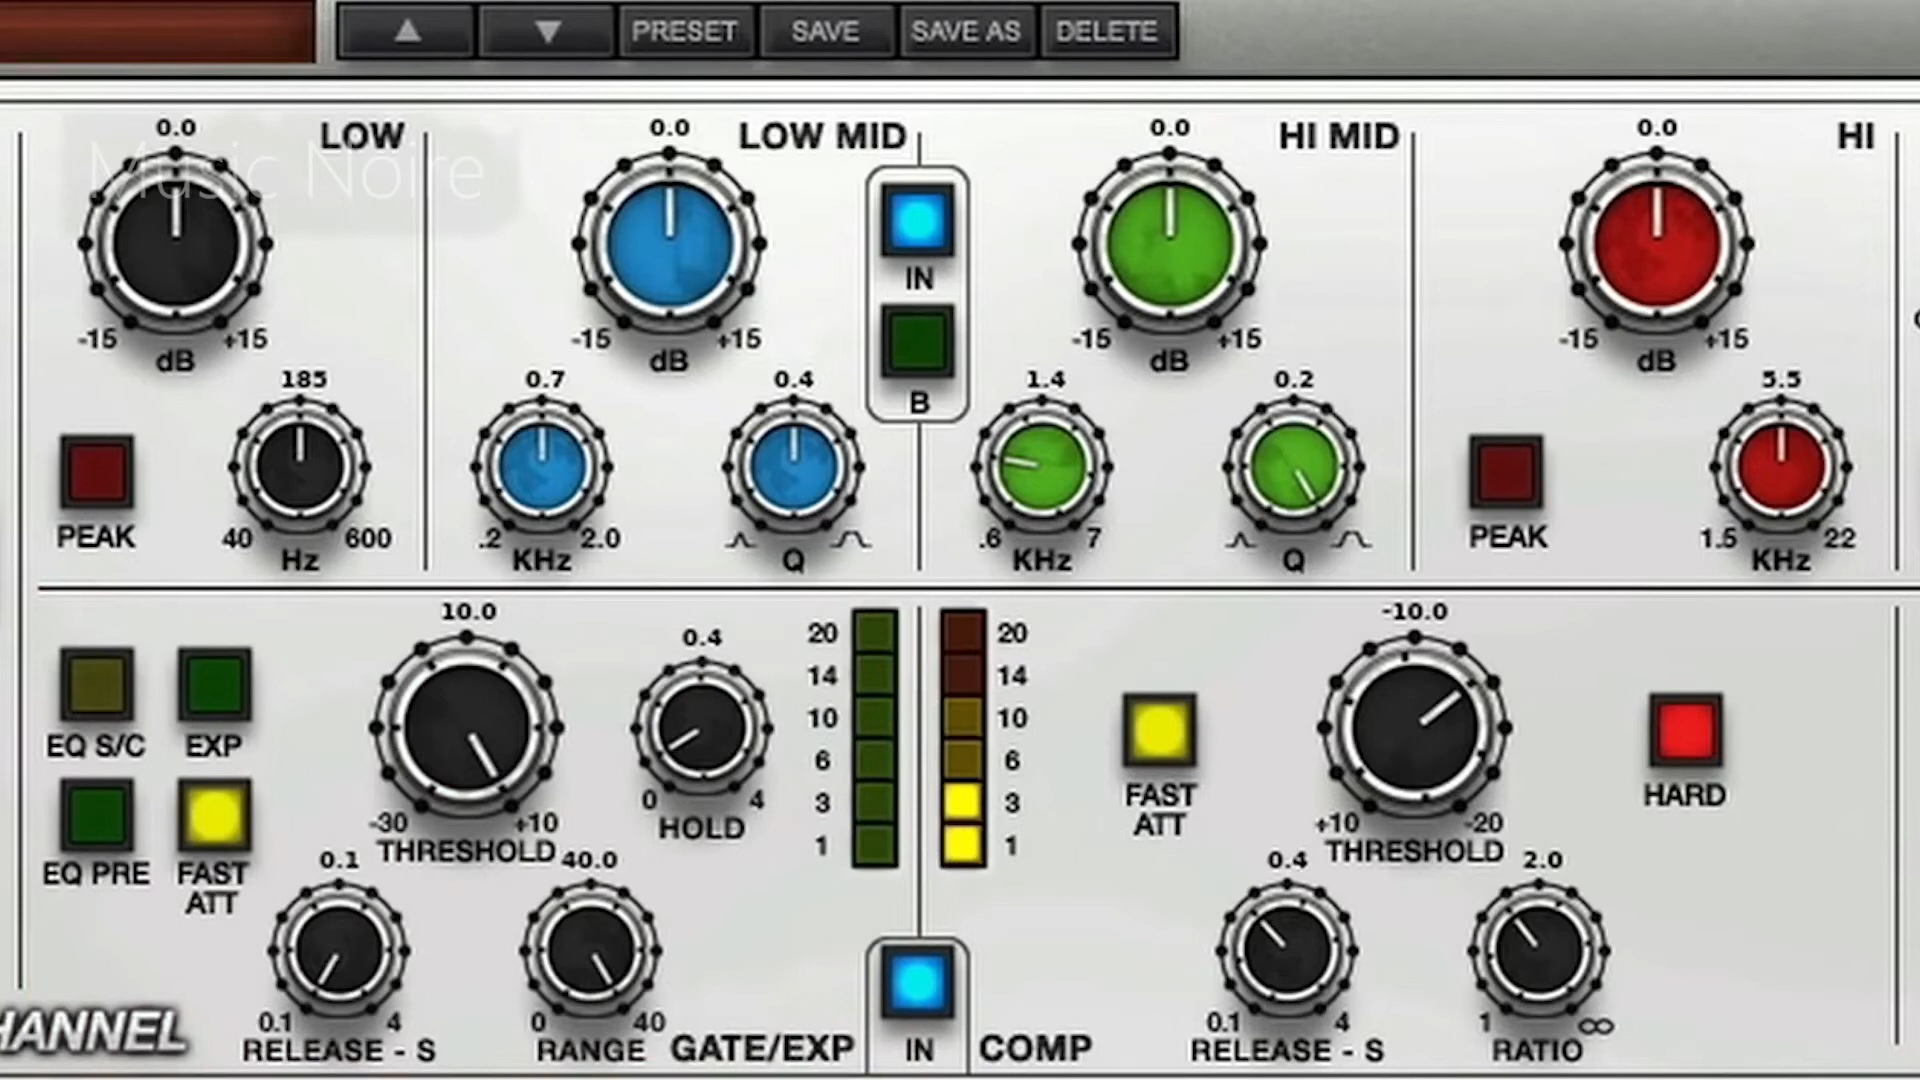 PRESET SAVE SAVE AS DELETE
0.0 LOW 0.0 LOW MID 0.0 HI MID 0.0 HI
Music Noire
IN
-15 +15 -15 +15 -15 +15 -15 +15
dB dB dB dB
185 0.7 0.4 B 1.4 0.2 5.5
PEAK 40 600 .2 2.0 .6 7 PEAK 1.5 22
Hz KHz Q KHz Q KHz
10.0 -10.0
0.4 20 20
14 14
10 10
EQ S/C EXP 6 6
0 4 3 3 FAST ATT HARD
-30 +10 HOLD +10 -20
THRESHOLD 1 1 THRESHOLD
EQ PRE FAST ATT 0.1 40.0 0.4 2.0
0.1 4 0 40 0.1 4 1 ∞
HANNEL RELEASE - S RANGE GATE/EXP IN COMP RELEASE - S RATIO